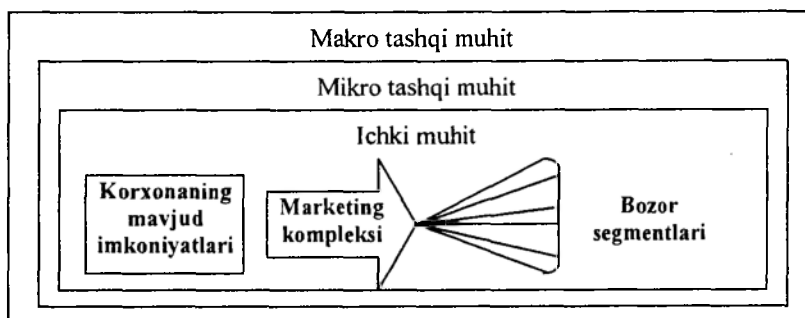 Makro tashqi muhit
Mikro tashqi muhit
Ichki muhit
Korxonaning
mavjud
imkoniyatlari
Marketing
kompleksi
Bozor
segmentlari